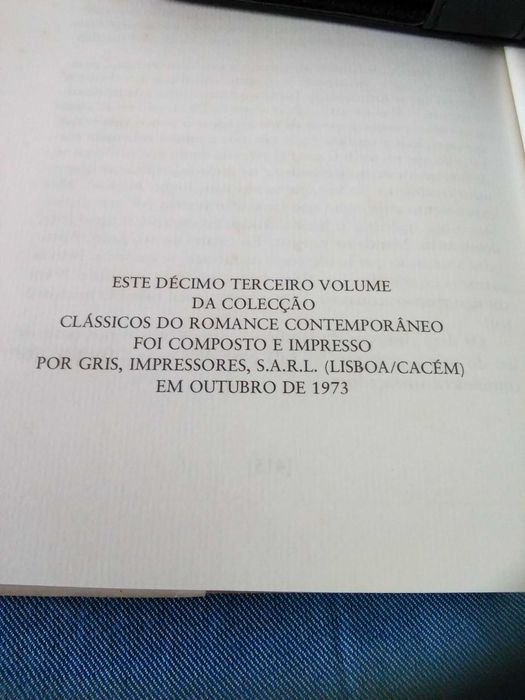 ESTE DÉCIMO TERCEIRO VOLUME
DA COLECÇÃO
CLÁSSICOS DO ROMANCE CONTEMPORÂNEO
FOI COMPOSTO E IMPRESSO
POR GRIS, IMPRESSORES, S.A.R.L. (LISBOA/CACÉM)
EM OUTUBRO DE 1973